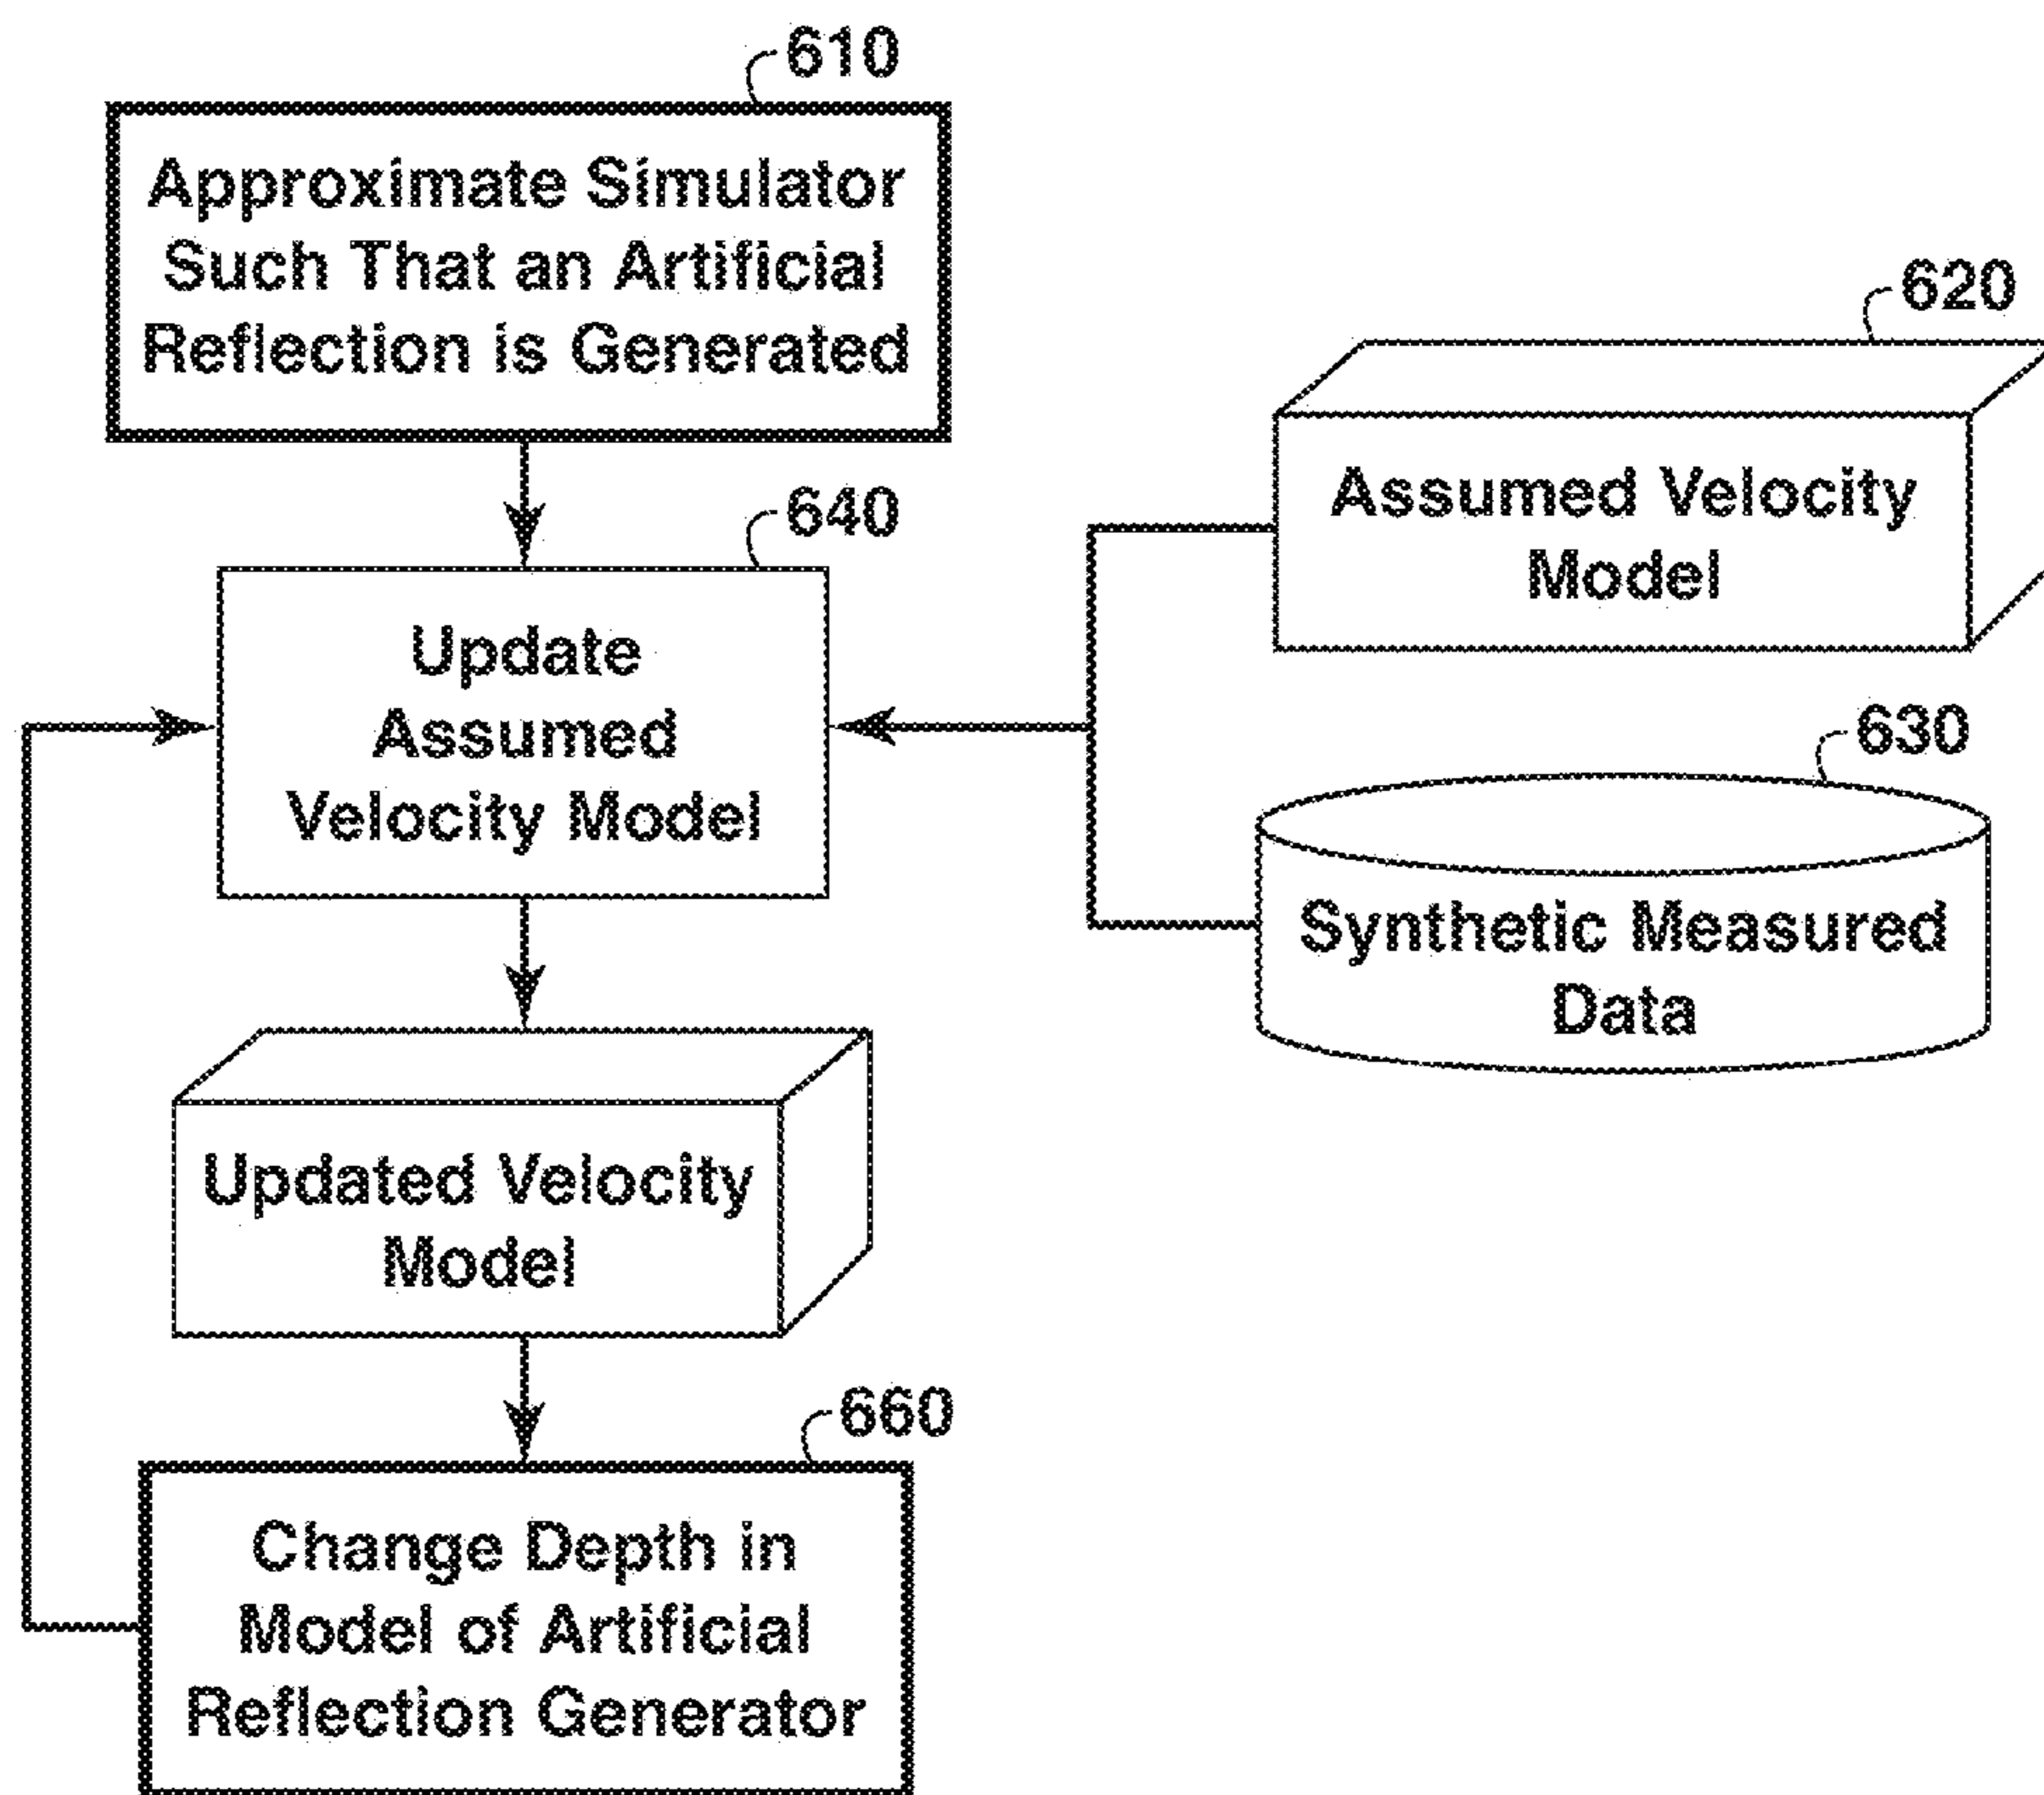 610
Approximate Simulator
Such That an Artificial
Reflection is Generated
620
Assumed Velocity
Model
640
Update
Assumed
Velocity Model
630
Synthetic Measured
Data
Updated Velocity
Model
660
Change Depth in
Model of Artificial
Reflection Generator